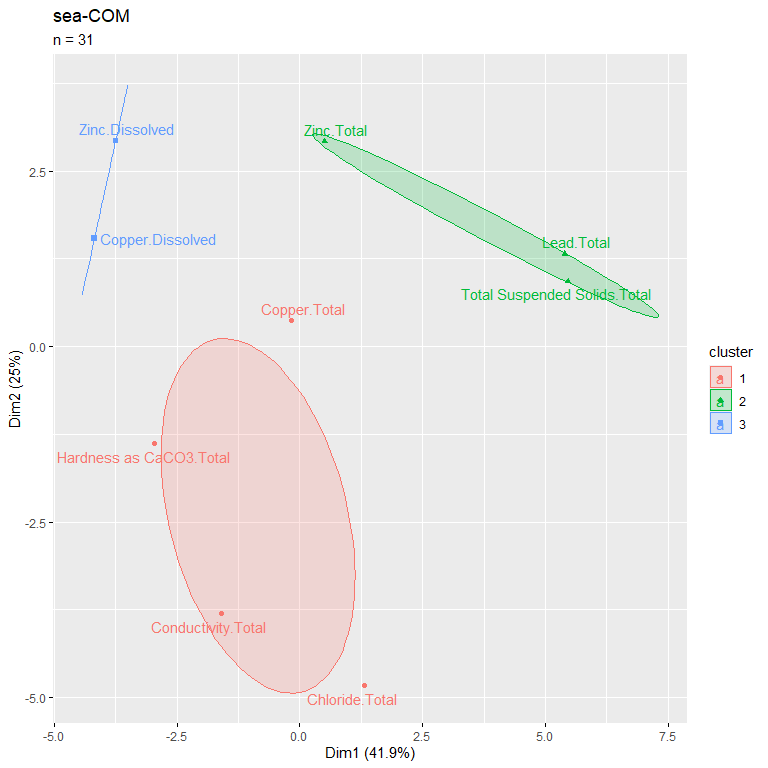 sea-COM
n = 31
Zinc.Dissolved
Zinc.Total
Copper.Dissolved
Lead.Total
Total Suspended Solids.Total
Copper.Total
Hardness as CaCO3.Total
Conductivity.Total
Chloride.Total
2.5
0.0
-2.5
-5.0
Dim2 (25%)
-5.0
-2.5
0.0
2.5
5.0
7.5
Dim1 (41.9%)
cluster
a 1
a 2
a 3